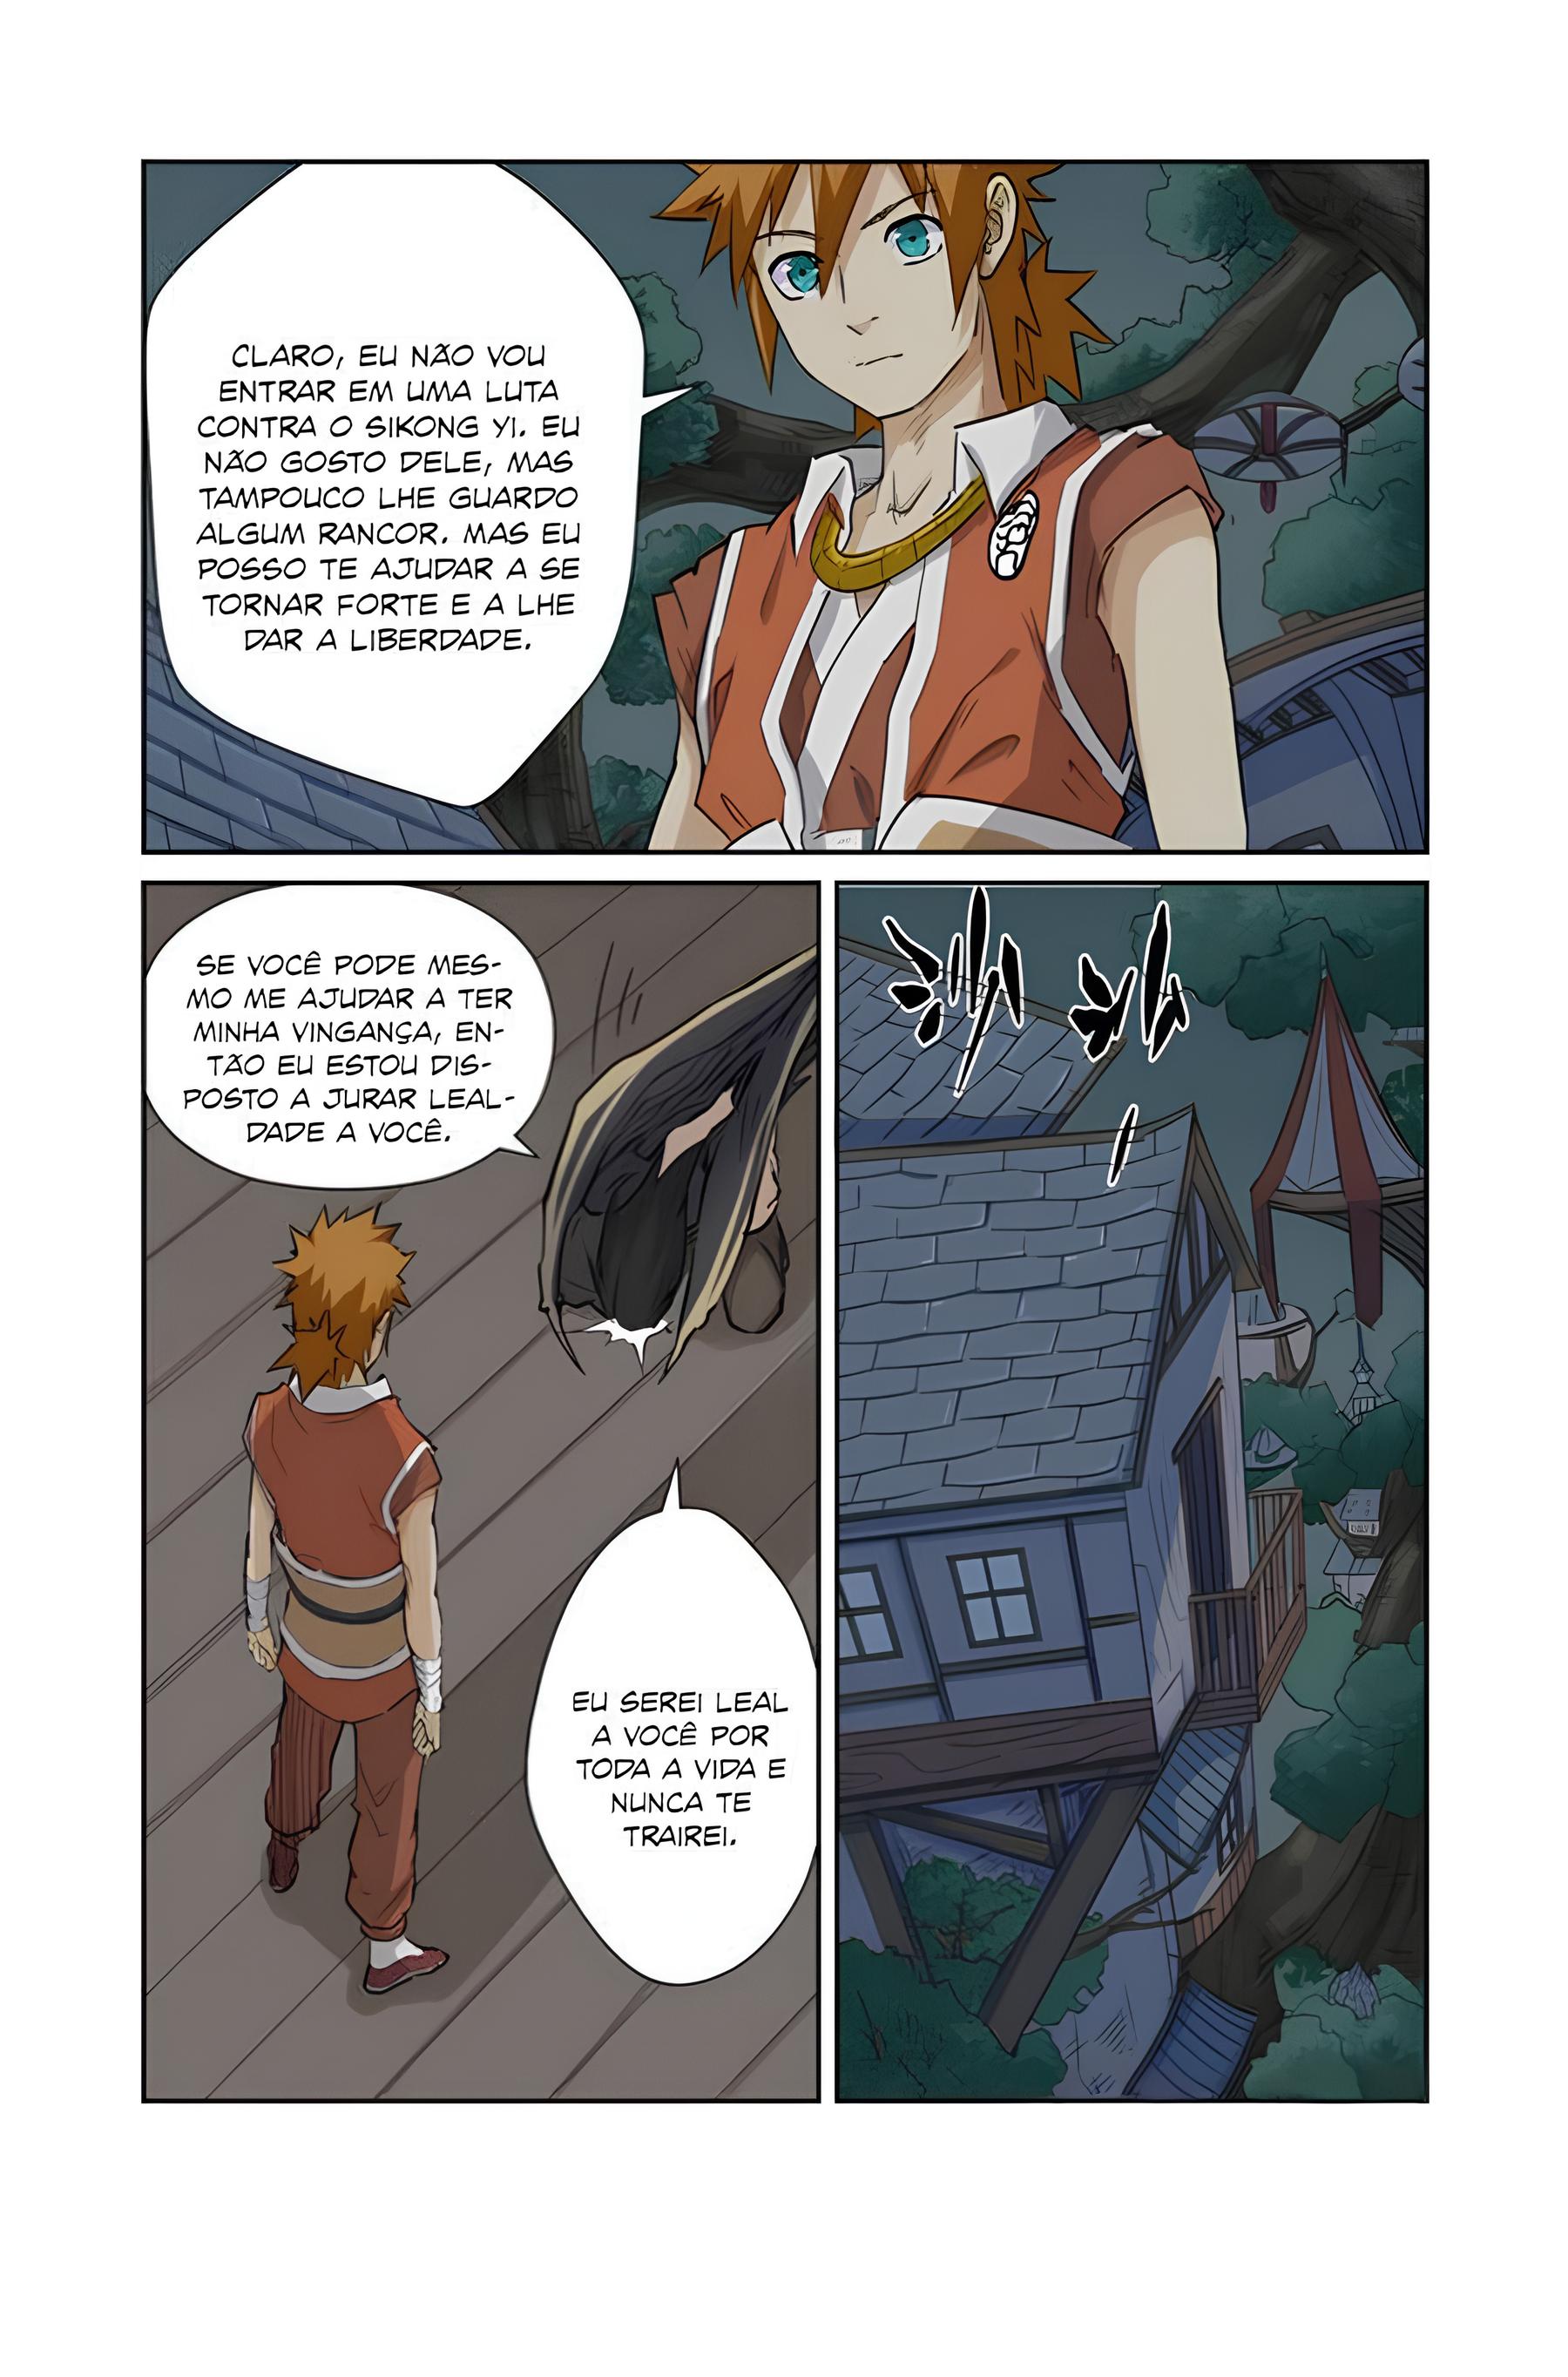 CLARO, EU NÃO VOU
ENTRAR EM UMA LUTA
CONTRA O SIKONG YI. EU
NÃO GOSTO DELE, MAS
TAMPOUCO LHE GUARDO
ALGUM RANCOR. MAS EU
POSSO TE AJUDAR A SE
TORNAR FORTE E A LHE
DAR A LIBERDADE.
SE VOCÊ PODE MES-
MO ME AJUDAR A TER
MINHA VINGANÇA, EN-
TÃO EU ESTOU DIS-
POSTO A JURAR LEAL-
DADE A VOCÊ.
EU SEREI LEAL
A VOCÊ POR
TODA A VIDA E
NUNCA TE
TRAIREI.
沙沙